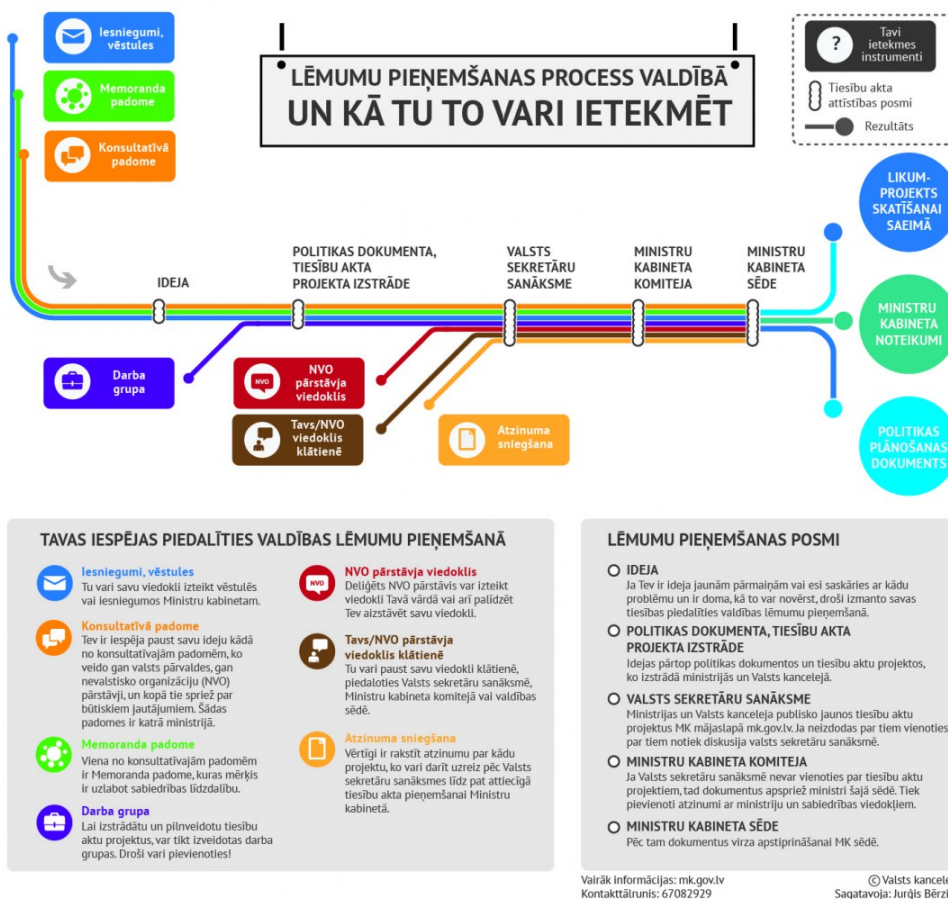 Iesniegumi,
vēstules
Memoranda
padome
Konsultatīvā
padome
LĒMUMU PIEŅEMŠANAS PROCESS VALDĪBĀ
UN KĀ TU TO VARI IETEKMĒT
?
Tavi
ietekmes
instrumenti
Tiesību akta
attīstības posmi
Rezultāts
LIKUM-
PROJEKTS
SKATĪŠANAI
SAEIMĀ
MINISTRU
KABINETA
NOTEIKUMI
POLITIKAS
PLĀNOŠANAS
DOKUMENTS
IDEJA
POLITIKAS DOKUMENTA,
TIESĪBU AKTA
PROJEKTA IZSTRĀDE
VALSTS
SEKRETĀRU
SANĀKSME
MINISTRU
KABINETA
KOMITEJA
MINISTRU
KABINETA
SĒDE
Darba
grupa
NVO
NVO
pārstāvja
viedoklis
Tavs/NVO
viedoklis
klātienē
Atzinuma
sniegšana
TAVAS IESPĒJAS PIEDALĪTIES VALDĪBAS LĒMUMU PIEŅEMŠANĀ
Iesniegumi, vēstules
Tu vari savu viedokli izteikt vēstulēs
vai iesniegumos Ministru kabinetam.
Konsultatīvā padome
Tev ir iespēja paust savu ideju kādā
no konsultatīvajām padomēm, ko
veido gan valsts pārvaldes, gan
nevalstisko organizāciju (NVO)
pārstāvji, un kopā tie spriež par
būtiskiem jautājumiem. Šādas
padomes ir katrā ministrijā.
Memoranda padome
Viena no konsultatīvajām padomēm
ir Memoranda padome, kuras mērķis
ir uzlabot sabiedrības līdzdalību.
Darba grupa
Lai izstrādātu un pilnveidotu tiesību
aktu projektus, var tikt izveidotas darba
grupas. Droši vari pievienoties!
NVO
NVO pārstāvja viedoklis
Deliģēts NVO pārstāvis var izteikt
viedokli Tavā vārdā vai arī palīdzēt
Tev aizstāvēt savu viedokli.
Tavs/NVO pārstāvja
viedoklis klātienē
Tu vari paust savu viedokli klātienē,
piedaloties Valsts sekretāru sanāksmē,
Ministru kabineta komitejā vai valdības
sēdē.
Atzinuma sniegšana
Vērtīgi ir rakstīt atzinumu par kādu
projektu, ko vari darīt uzreiz pēc Valsts
sekretāru sanāksmes līdz pat attiecīgā
tiesību akta pieņemšanai Ministru
kabinetā.
LĒMUMU PIEŅEMŠANAS POSMI
IDEJA
Ja Tev ir ideja jaunām pārmaiņām vai esi saskāries ar kādu
problēmu un ir doma, kā to var novērst, droši izmanto savas
tiesības piedalīties valdības lēmumu pieņemšanā.
POLITIKAS DOKUMENTA, TIESĪBU AKTA
PROJEKTA IZSTRĀDE
Idejas pārtop politikas dokumentos un tiesību aktu projektos,
ko izstrādā ministrijās un Valsts kancelejā.
VALSTS SEKRETĀRU SANĀKSME
Ministrijas un Valsts kanceleja publisko jaunos tiesību aktu
projektus MK mājaslapā mk.gov.lv. Ja neizdodas par tiem vienoties,
par tiem notiek diskusija valsts sekretāru sanāksmē.
MINISTRU KABINETA KOMITEJA
Ja Valsts sekretāru sanāksmē nevar vienoties par tiesību aktu
projektiem, tad dokumentus apspriež ministri šajā sēdē. Tiek
pievienoti atzinumi ar ministriju un sabiedrības viedokļiem.
MINISTRU KABINETA SĒDE
Pēc tam dokumentus virza apstiprināšanai MK sēdē.
Vairāk informācijas: mk.gov.lv
Kontakttālrunis: 67082929
© Valsts kancele
Sagatavoja: Jurģis Bērzi